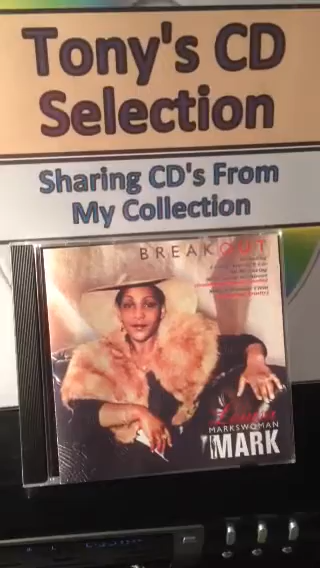 Tony's CD
Selection
Sharing CD's From
My Collection
BREAKOUT
MARKSWOMAN
MARK